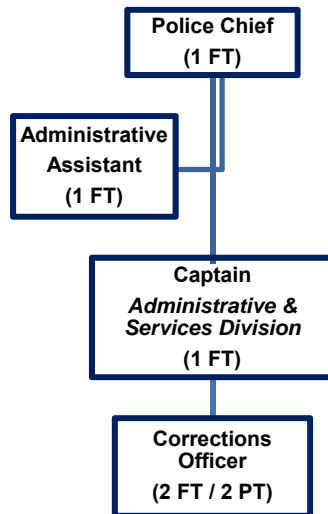 Police Chief
(1 FT)
Administrative
Assistant
(1 FT)
Captain
Administrative &
Services Division
(1 FT)
Corrections
Officer
(2 FT / 2 PT)